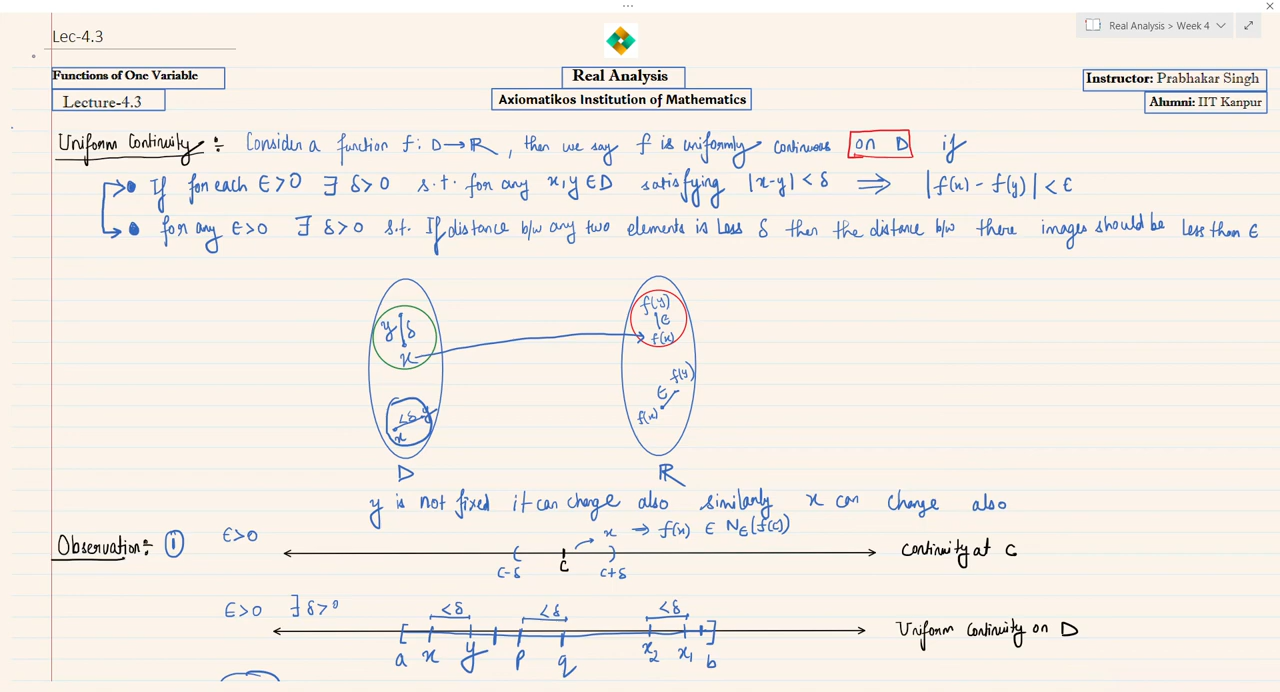 ...
Lec-4.3
Real Analysis > Week 4
Functions of One Variable
Real Analysis
Instructor: Prabhakar Singh
Lecture-4.3
Axiomatikos Institution of Mathematics
Alumni: IIT Kanpur
Uniform Continuity :- Consider a function f: D→ℝ, then we say f is uniformly continuous on D if
If for each ϵ>0 ∃ δ>0 s.t. for any x,y∈D satisfying |x-y|<δ ⇒ |f(x)-f(y)|<ϵ
for any ϵ>0 ∃ δ>0 s.t. If distance b/w any two elements is less δ then the distance b/w there images should be less than ϵ
f(y)
y δ
ϵ
f(x)
x
f(y)
ϵ
<δ y
f(x)
x
D
ℝ
y is not fixed it can change also similarly x can change also
x → f(x) ∈ Nϵ(f(c))
Observation:- ① ϵ>0
( c ) continuity at c
c-δ c+δ
ϵ>0 ∃ δ>0 <δ <δ <δ
[ ] Uniform continuity on D
a x y p q x₂ x₁ b